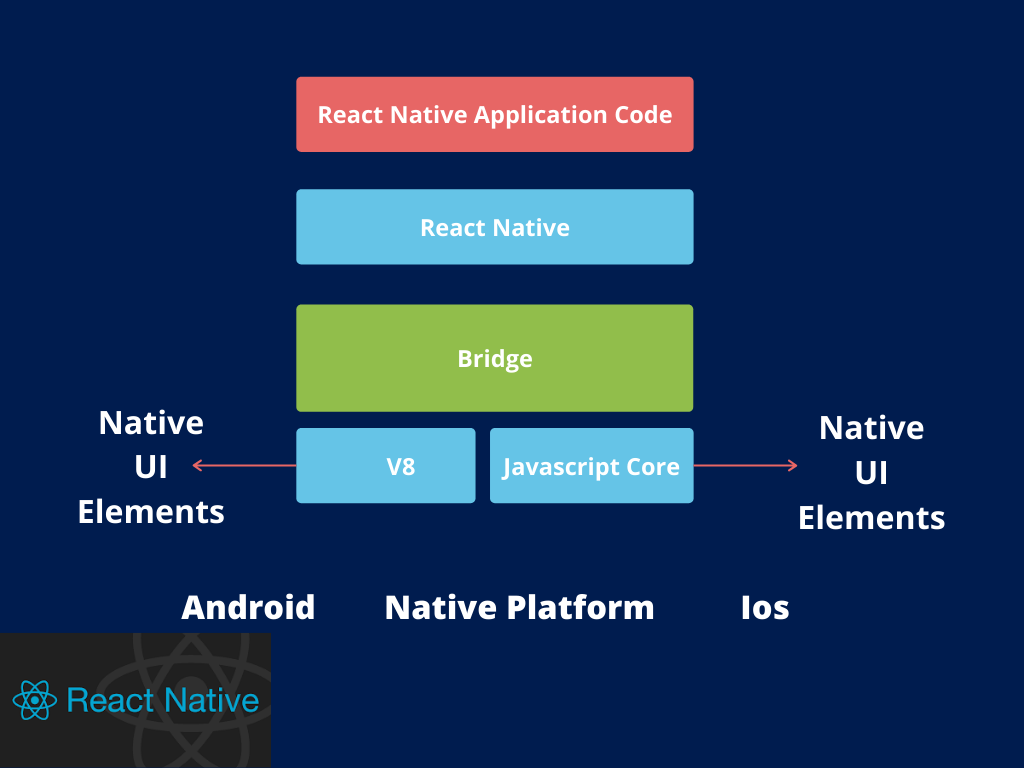 React Native Application Code
React Native
Bridge
Native
UI
Elements
V8
Javascript Core
Native
UI
Elements
Android
Native Platform
Ios
React Native